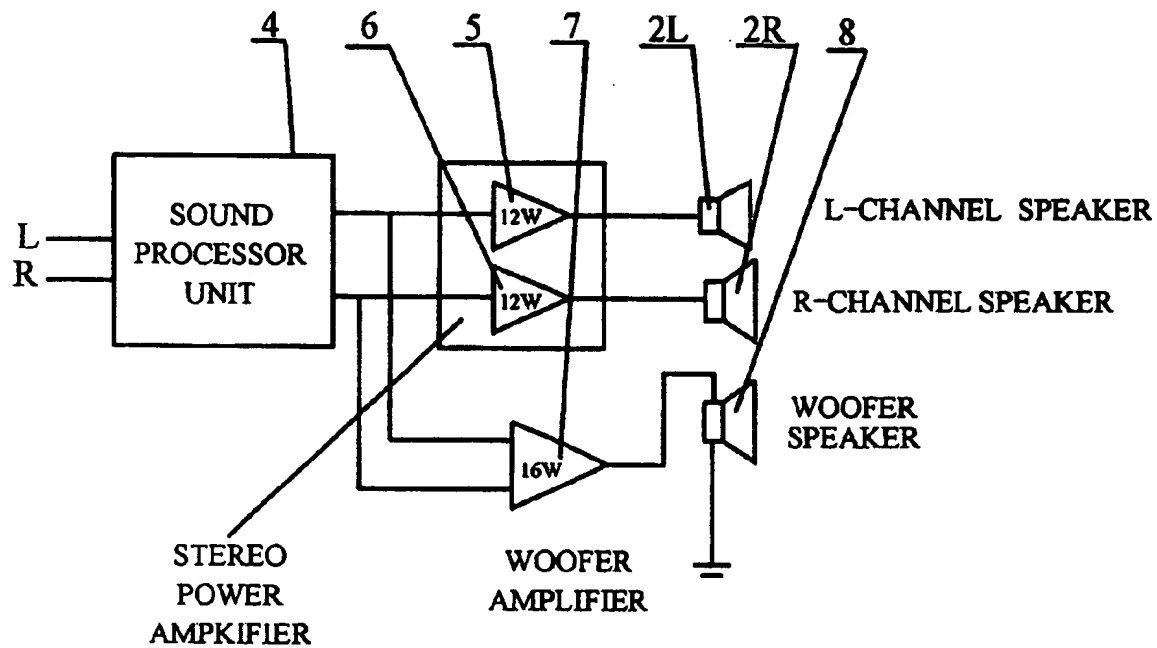 4
6
5
7
2L
2R
8
SOUND
PROCESSOR
UNIT
L
R
12W
12W
16W
L-CHANNEL SPEAKER
R-CHANNEL SPEAKER
WOOFER
SPEAKER
STEREO
POWER
AMPKIFIER
WOOFER
AMPLIFIER